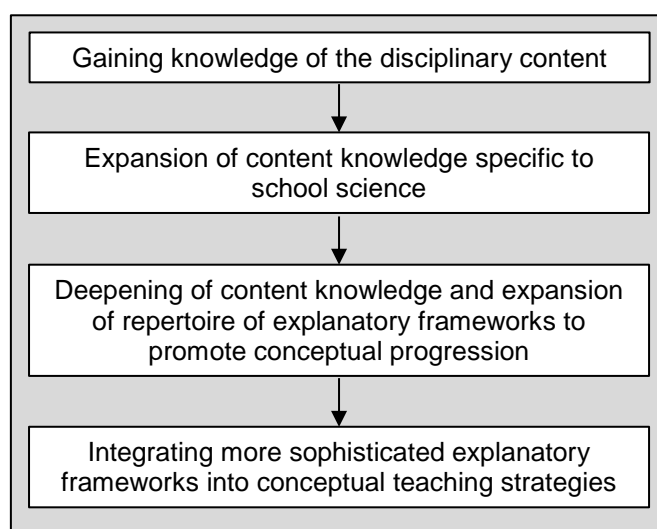 Gaining knowledge of the disciplinary content
Expansion of content knowledge specific to
school science
Deepening of content knowledge and expansion
of repertoire of explanatory frameworks to
promote conceptual progression
Integrating more sophisticated explanatory
frameworks into conceptual teaching strategies